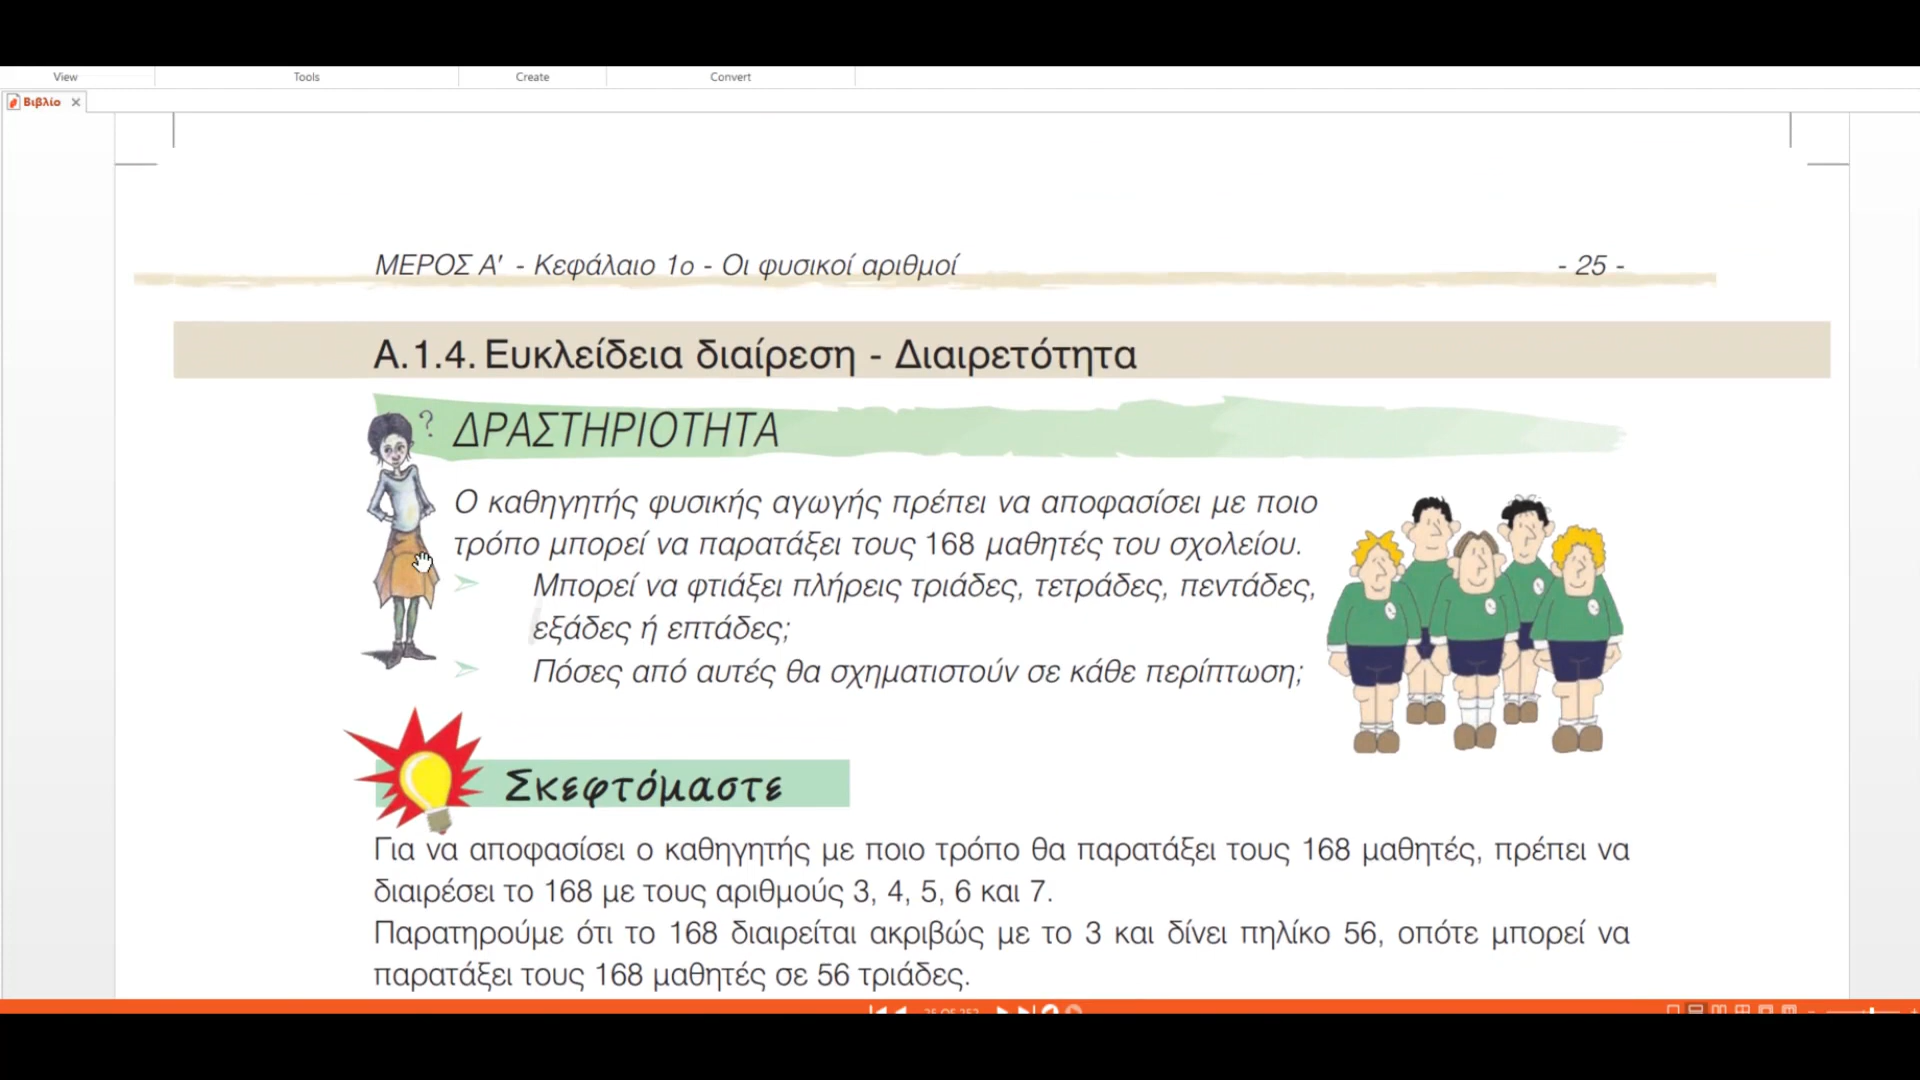 View Tools Create Convert
Βιβλίο
ΜΕΡΟΣ Α' - Κεφάλαιο 1ο - Οι φυσικοί αριθμοί - 25 -
Α.1.4. Ευκλείδεια διαίρεση - Διαιρετότητα
? ΔΡΑΣΤΗΡΙΟΤΗΤΑ
Ο καθηγητής φυσικής αγωγής πρέπει να αποφασίσει με ποιο
τρόπο μπορεί να παρατάξει τους 168 μαθητές του σχολείου.
Μπορεί να φτιάξει πλήρεις τριάδες, τετράδες, πεντάδες,
εξάδες ή επτάδες;
Πόσες από αυτές θα σχηματιστούν σε κάθε περίπτωση;
Σκεφτόμαστε
Για να αποφασίσει ο καθηγητής με ποιο τρόπο θα παρατάξει τους 168 μαθητές, πρέπει να
διαιρέσει το 168 με τους αριθμούς 3, 4, 5, 6 και 7.
Παρατηρούμε ότι το 168 διαιρείται ακριβώς με το 3 και δίνει πηλίκο 56, οπότε μπορεί να
παρατάξει τους 168 μαθητές σε 56 τριάδες.